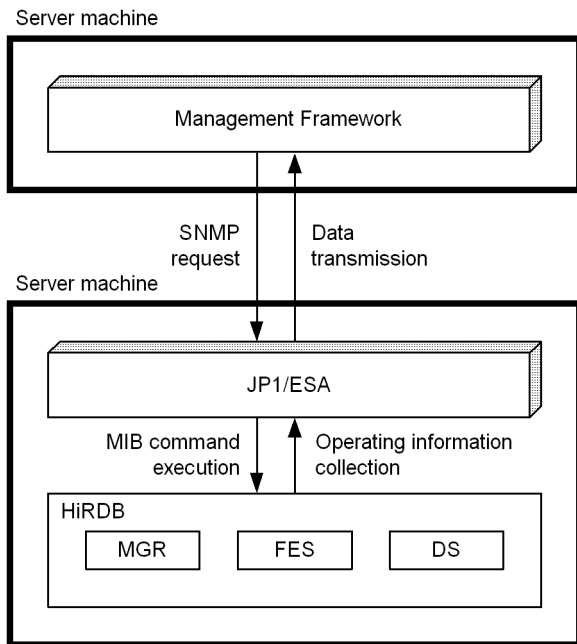 Server machine
Management Framework
SNMP
request
Data
transmission
Server machine
JP1/ESA
MIB command
execution
Operating information
collection
HiRDB
MGR
FES
DS